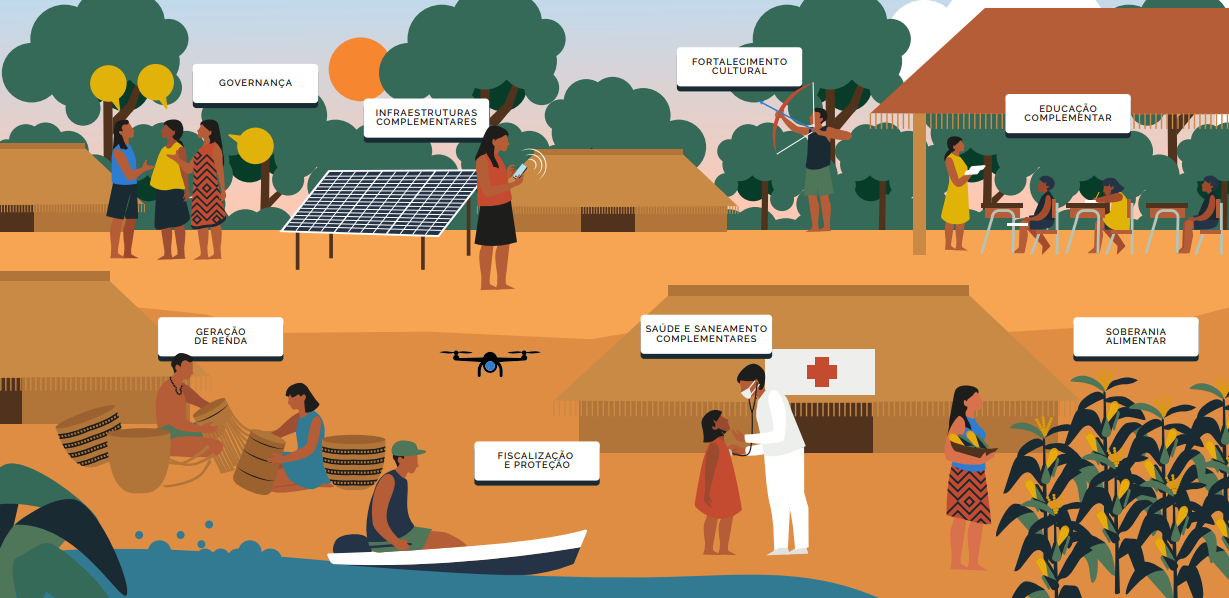 GOVERNANÇA
INFRAESTRUTURAS
COMPLEMENTARES
FORTALECIMENTO
CULTURAL
EDUCAÇÃO
COMPLEMENTAR
GERAÇÃO
DE RENDA
SAÚDE E SANEAMENTO
COMPLEMENTARES
SOBERANIA
ALIMENTAR
FISCALIZAÇÃO
E PROTEÇÃO